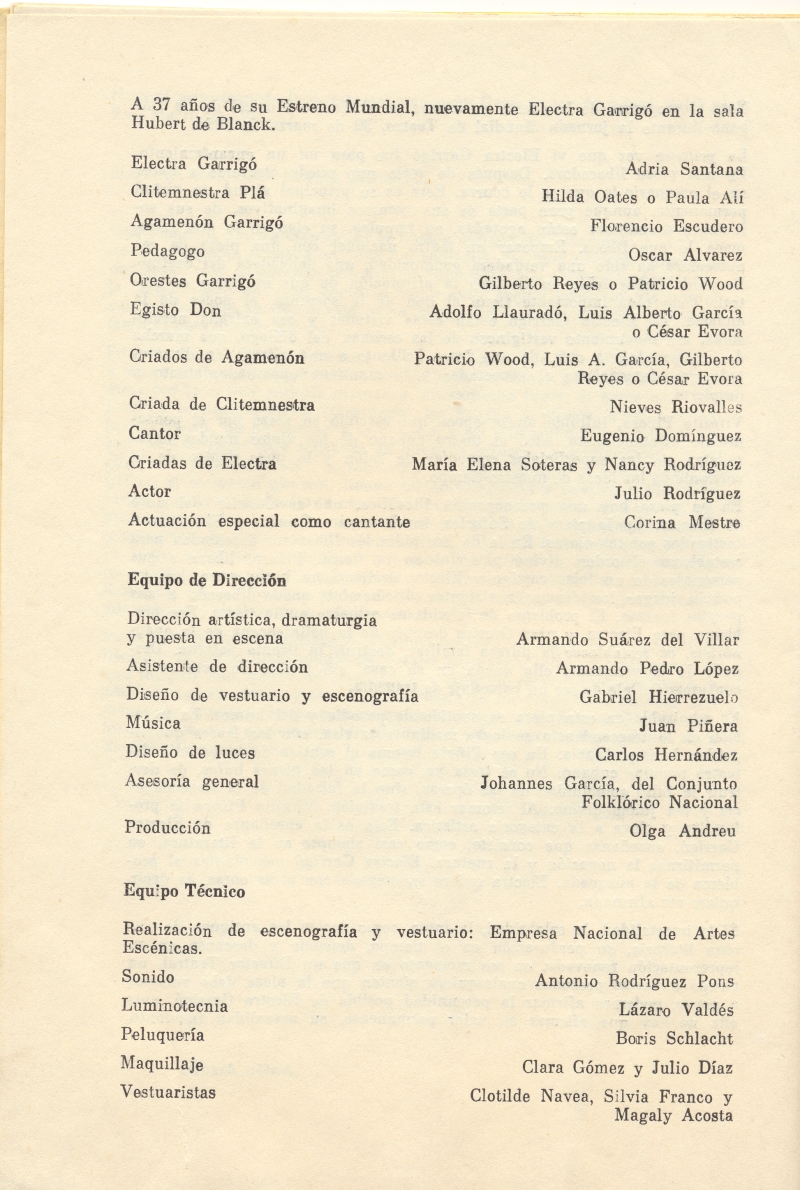 A 37 años de su Estreno Mundial, nuevamente Electra Garrigó en la sala
Hubert de Blanck.
Electra Garrigó Adria Santana
Clitemnestra Plá Hilda Oates o Paula Alí
Agamenón Garrigó Florencio Escudero
Pedagogo Oscar Alvarez
Orestes Garrigó Gilberto Reyes o Patricio Wood
Egisto Don Adolfo Llauradó, Luis Alberto García
o César Evora
Criados de Agamenón Patricio Wood, Luis A. García, Gilberto
Reyes o César Evora
Criada de Clitemnestra Nieves Riovalles
Cantor Eugenio Domínguez
Criadas de Electra María Elena Soteras y Nancy Rodríguez
Actor Julio Rodríguez
Actuación especial como cantante Corina Mestre
Equipo de Dirección
Dirección artística, dramaturgia
y puesta en escena Armando Suárez del Villar
Asistente de dirección Armando Pedro López
Diseño de vestuario y escenografía Gabriel Hierrezuelo
Música Juan Piñera
Diseño de luces Carlos Hernández
Asesoría general Johannes García, del Conjunto
Folklórico Nacional
Producción Olga Andreu
Equipo Técnico
Realización de escenografía y vestuario: Empresa Nacional de Artes
Escénicas.
Sonido Antonio Rodríguez Pons
Luminotecnia Lázaro Valdés
Peluquería Boris Schlacht
Maquillaje Clara Gómez y Julio Díaz
Vestuaristas Clotilde Navea, Silvia Franco y
Magaly Acosta